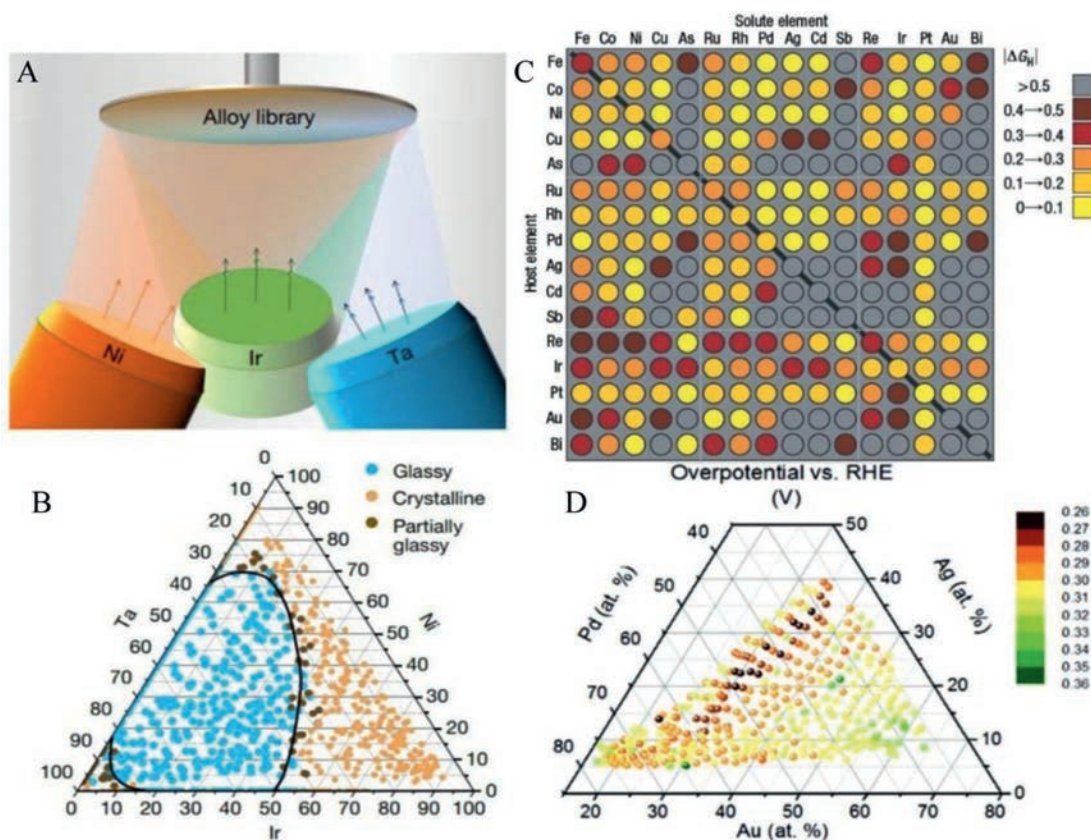 A
Alloy library
Ni
Ir
Ta
C
Solute element
Fe Co Ni Cu As Ru Rh Pd Ag Cd Sb Re Ir Pt Au Bi
Host element
Fe
Co
Ni
Cu
As
Ru
Rh
Pd
Ag
Cd
Sb
Re
Ir
Pt
Au
Bi
|ΔG_H|
>0.5
0.4→0.5
0.3→0.4
0.2→0.3
0.1→0.2
0→0.1
B
Glassy
Crystalline
Partially
glassy
0
10
20
30
40
50
60
70
80
90
100
Ta
100
90
80
70
60
50
40
30
20
10
0
Ni
0 10 20 30 40 50 60 70 80 90 100
Ir
Overpotential vs. RHE
(V)
D
40
50
60
70
80
Pd (at. %)
50
40
30
20
10
0
Ag (at. %)
20 30 40 50 60 70 80
Au (at. %)
0.26
0.27
0.28
0.29
0.30
0.31
0.32
0.33
0.34
0.35
0.36